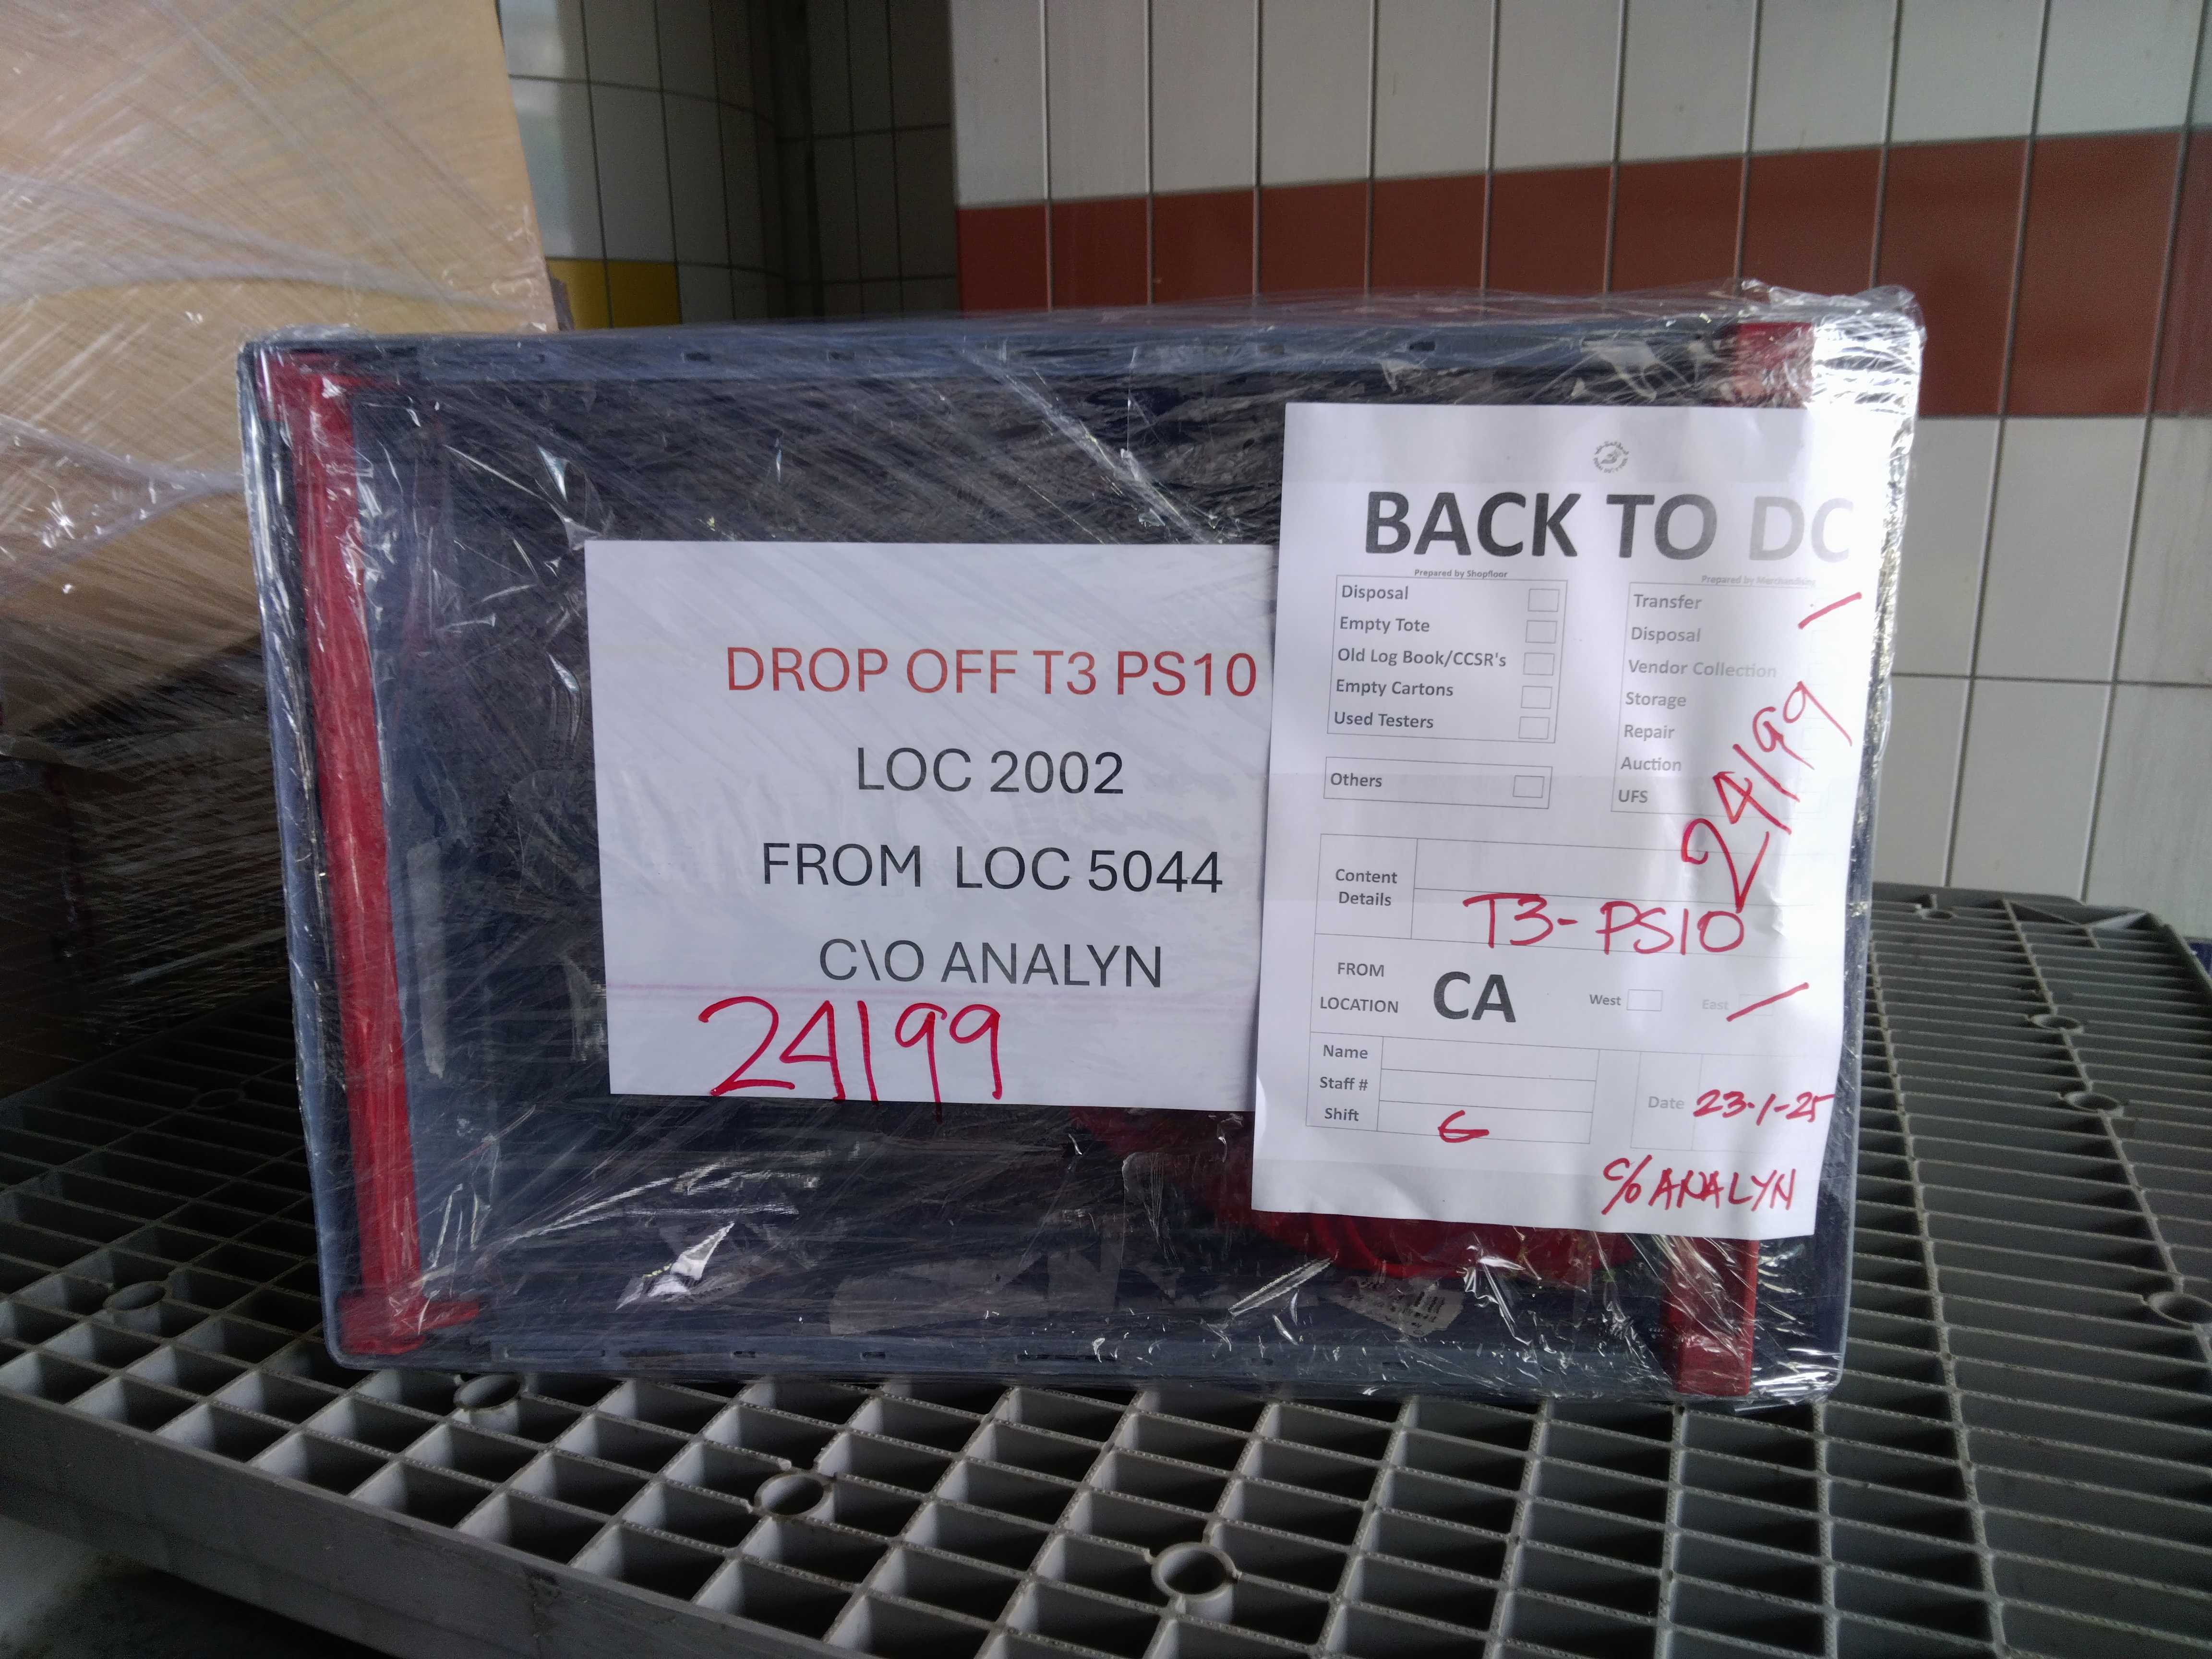 DROP OFF T3 PS10
LOC 2002
FROM LOC 5044
C\O ANALYN
24199
BACK TO DC
Prepared by Shopfloor
Disposal
Empty Tote
Old Log Book/CCSR's
Empty Cartons
Used Testers
Others
Prepared by Merchandising
Transfer
Disposal
Vendor Collection
Storage
Repair
Auction
UFS
24199
Content
Details
T3-PS10
FROM
LOCATION
CA
West
East
Name
Staff #
Shift
G
Date 23-1-25
C/O ANALYN